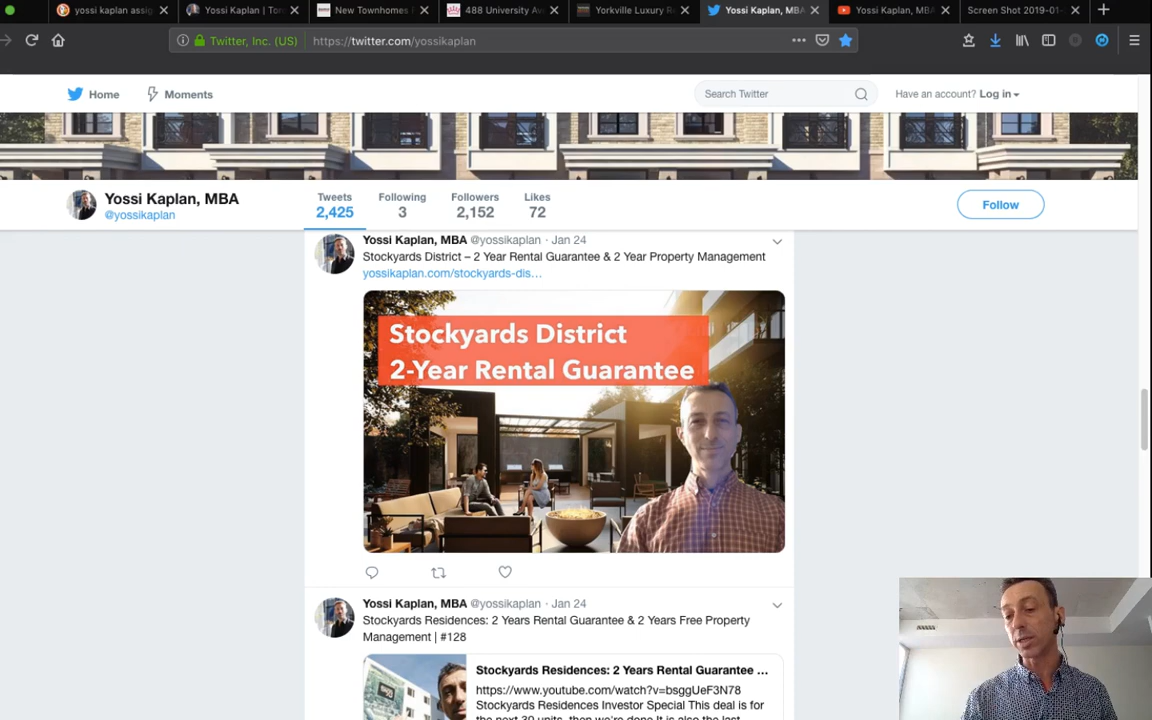 yossi kaplan assig
Yossi Kaplan | Tor
New Townhomes
488 University Av
Yorkville Luxury R
Yossi Kaplan, MBA
Yossi Kaplan, MBA
Screen Shot 2019-01-
Twitter, Inc. (US)
https://twitter.com/yossikaplan
Home
Moments
Search Twitter
Have an account? Log in
Yossi Kaplan, MBA
@yossikaplan
Tweets
2,425
Following
3
Followers
2,152
Likes
72
Follow
Yossi Kaplan, MBA @yossikaplan · Jan 24
Stockyards District – 2 Year Rental Guarantee & 2 Year Property Management
yossikaplan.com/stockyards-dis…
Stockyards District
2-Year Rental Guarantee
Yossi Kaplan, MBA @yossikaplan · Jan 24
Stockyards Residences: 2 Years Rental Guarantee & 2 Years Free Property
Management | #128
Stockyards Residences: 2 Years Rental Guarantee ...
https://www.youtube.com/watch?v=bsggUeF3N78
Stockyards Residences Investor Special This deal is for
the next 30 units, then we're done It is also the last